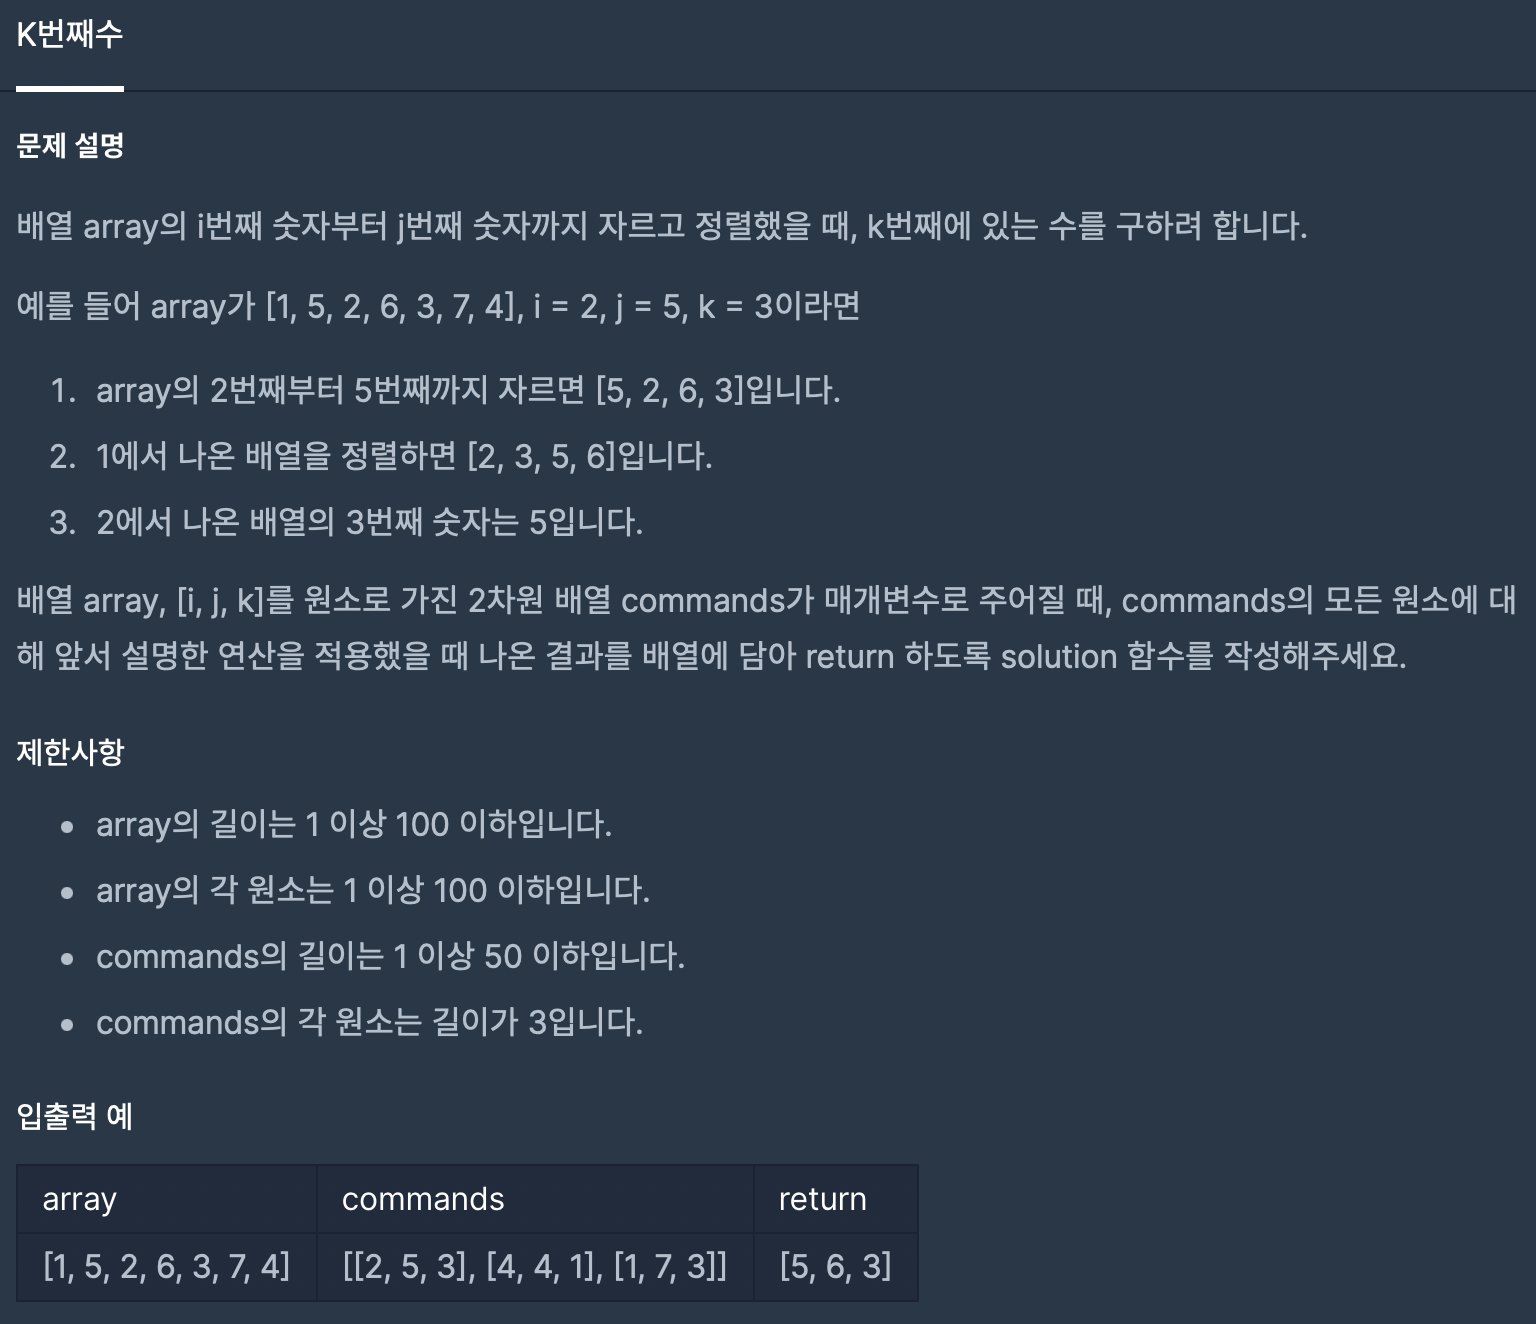 K번째수
문제 설명
배열 array의 i번째 숫자부터 j번째 숫자까지 자르고 정렬했을 때, k번째에 있는 수를 구하려 합니다.
예를 들어 array가 [1, 5, 2, 6, 3, 7, 4], i = 2, j = 5, k = 3이라면
1. array의 2번째부터 5번째까지 자르면 [5, 2, 6, 3]입니다.
2. 1에서 나온 배열을 정렬하면 [2, 3, 5, 6]입니다.
3. 2에서 나온 배열의 3번째 숫자는 5입니다.
배열 array, [i, j, k]를 원소로 가진 2차원 배열 commands가 매개변수로 주어질 때, commands의 모든 원소에 대
해 앞서 설명한 연산을 적용했을 때 나온 결과를 배열에 담아 return 하도록 solution 함수를 작성해주세요.
제한사항
• array의 길이는 1 이상 100 이하입니다.
• array의 각 원소는 1 이상 100 이하입니다.
• commands의 길이는 1 이상 50 이하입니다.
• commands의 각 원소는 길이가 3입니다.
입출력 예
array commands return
[1, 5, 2, 6, 3, 7, 4] [[2, 5, 3], [4, 4, 1], [1, 7, 3]] [5, 6, 3]